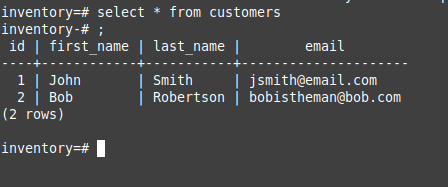 inventory=# select * from customers
inventory-# ;
 id | first_name | last_name |        email
----+------------+-----------+---------------------
  1 | John       | Smith     | jsmith@email.com
  2 | Bob        | Robertson | bobistheman@bob.com
(2 rows)
inventory=#